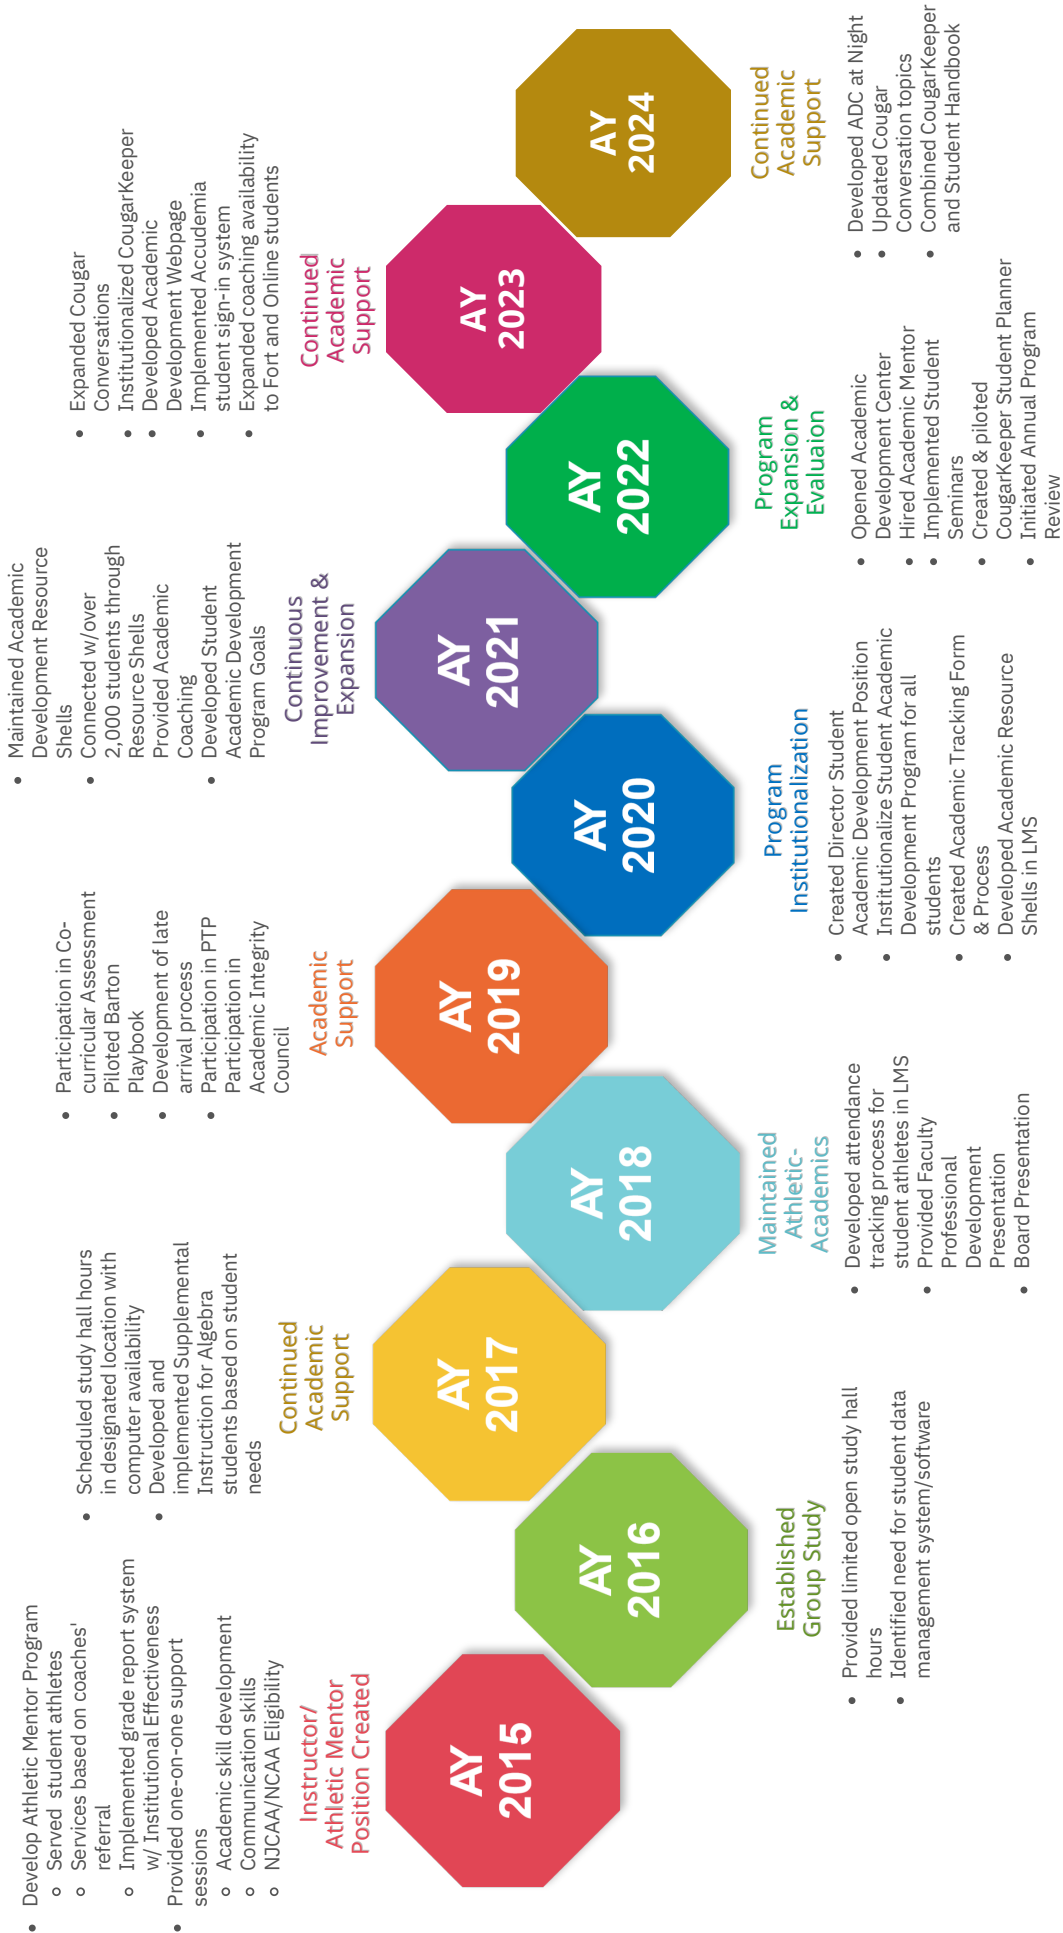 • Develop Athletic Mentor Program
○ Served student athletes
○ Services based on coaches'
referral
○ Implemented grade report system
w/ Institutional Effectiveness
• Provided one-on-one support
sessions
○ Academic skill development
○ Communication skills
○ NJCAA/NCAA Eligibility
Instructor/
Athletic Mentor
Position Created
AY
2015
AY
2016
Established
Group Study
• Provided limited open study hall
hours
• Identified need for student data
management system/software
• Scheduled study hall hours
in designated location with
computer availability
• Developed and
implemented Supplemental
Instruction for Algebra
students based on student
needs
Continued
Academic
Support
AY
2017
AY
2018
Maintained
Athletic-
Academics
• Developed attendance
tracking process for
student athletes in LMS
• Provided Faculty
Professional
Development
Presentation
• Board Presentation
• Participation in Co-
curricular Assessment
• Piloted Barton
Playbook
• Development of late
arrival process
• Participation in PTP
Participation in
Academic Integrity
Council
Academic
Support
AY
2019
AY
2020
Program
Institutionalization
• Created Director Student
Academic Development Position
• Institutionalize Student Academic
Development Program for all
students
• Created Academic Tracking Form
& Process
• Developed Academic Resource
Shells in LMS
• Maintained Academic
Development Resource
Shells
• Connected w/over
2,000 students through
Resource Shells
Provided Academic
Coaching
• Developed Student
Academic Development
Program Goals
Continuous
Improvement &
Expansion
AY
2021
AY
2022
Program
Expansion &
Evaluaion
• Opened Academic
Development Center
• Hired Academic Mentor
• Implemented Student
Seminars
• Created & piloted
CougarKeeper Student Planner
• Initiated Annual Program
Review
• Expanded Cougar
Conversations
• Institutionalized CougarKeeper
• Developed Academic
Development Webpage
• Implemented Accudemia
student sign-in system
• Expanded coaching availability
to Fort and Online students
Continued
Academic
Support
AY
2023
AY
2024
Continued
Academic
Support
• Developed ADC at Night
• Updated Cougar
Conversation topics
• Combined CougarKeeper
and Student Handbook